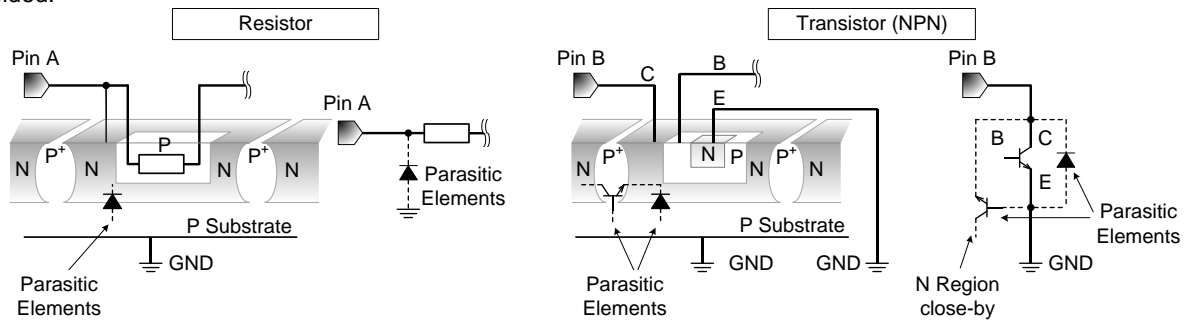 Resistor
Transistor (NPN)
Pin A
Pin A
N
P+
N
P
P+
N
N
Parasitic
Elements
P Substrate
GND
Parasitic
Elements
Pin B
C
B
E
N
P+
N
N
P
P+
N
N
P Substrate
GND
GND
Parasitic
Elements
Pin B
B
C
E
Parasitic
Elements
GND
N Region
close-by